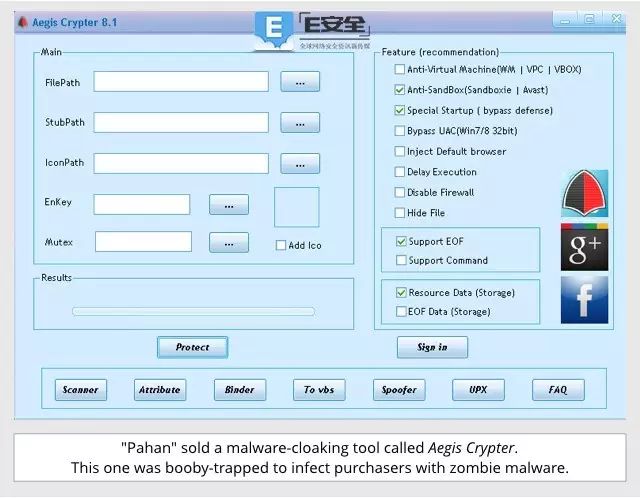 Aegis Crypter 8.1
E安全
全球网络安全资讯新传媒
E
Main
FilePath
...
StubPath
...
IconPath
...
EnKey
...
Mutex
...
Add Ico
Results
Feature (recommendation)
Anti-Virtual Machine(WM | VPC | VBOX)
Anti-SandBox(Sandboxie | Avast)
Special Startup ( bypass defense)
Bypass UAC(Win7/8 32bit)
Inject Default browser
Delay Execution
Disable Firewall
Hide File
Support EOF
Support Command
Resource Data (Storage)
EOF Data (Storage)
g+
f
Protect
Sign in
Scanner
Attribute
Binder
To vbs
Spoofer
UPX
FAQ
"Pahan" sold a malware-cloaking tool called Aegis Crypter.
This one was booby-trapped to infect purchasers with zombie malware.